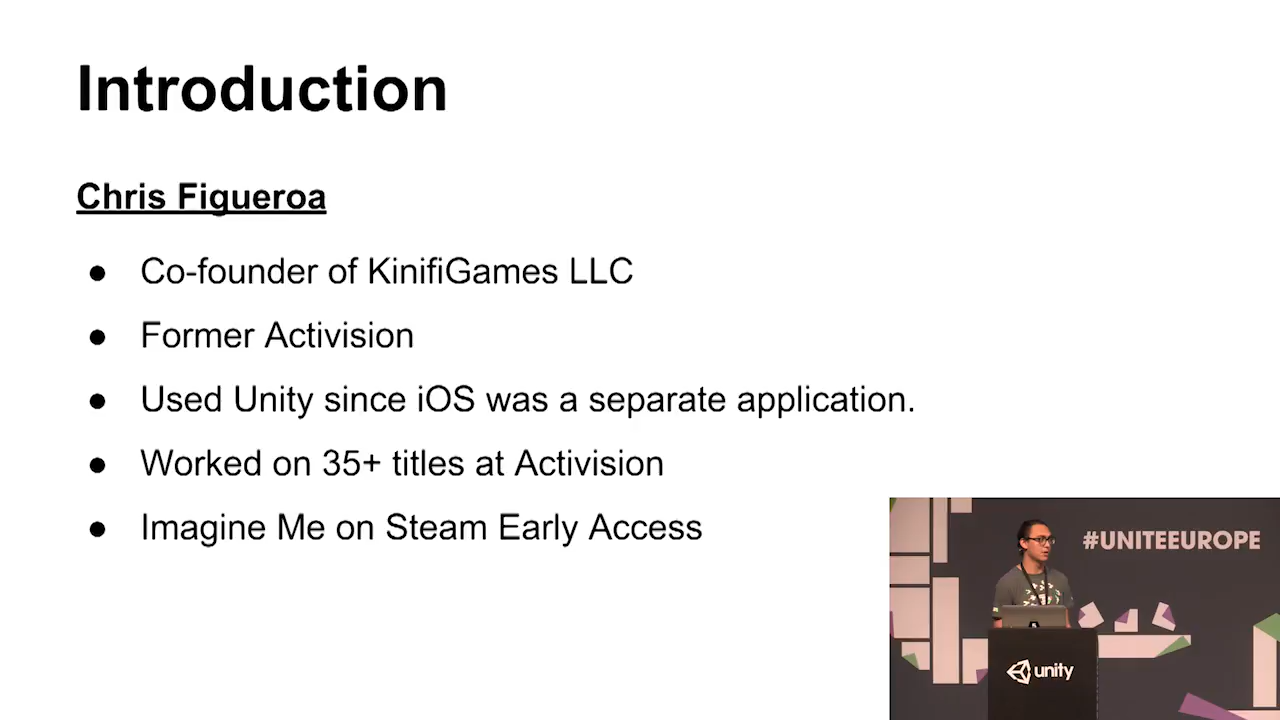 Introduction
Chris Figueroa
● Co-founder of KinifiGames LLC
● Former Activision
● Used Unity since iOS was a separate application.
● Worked on 35+ titles at Activision
● Imagine Me on Steam Early Access
#UNITEEUROPE
unity